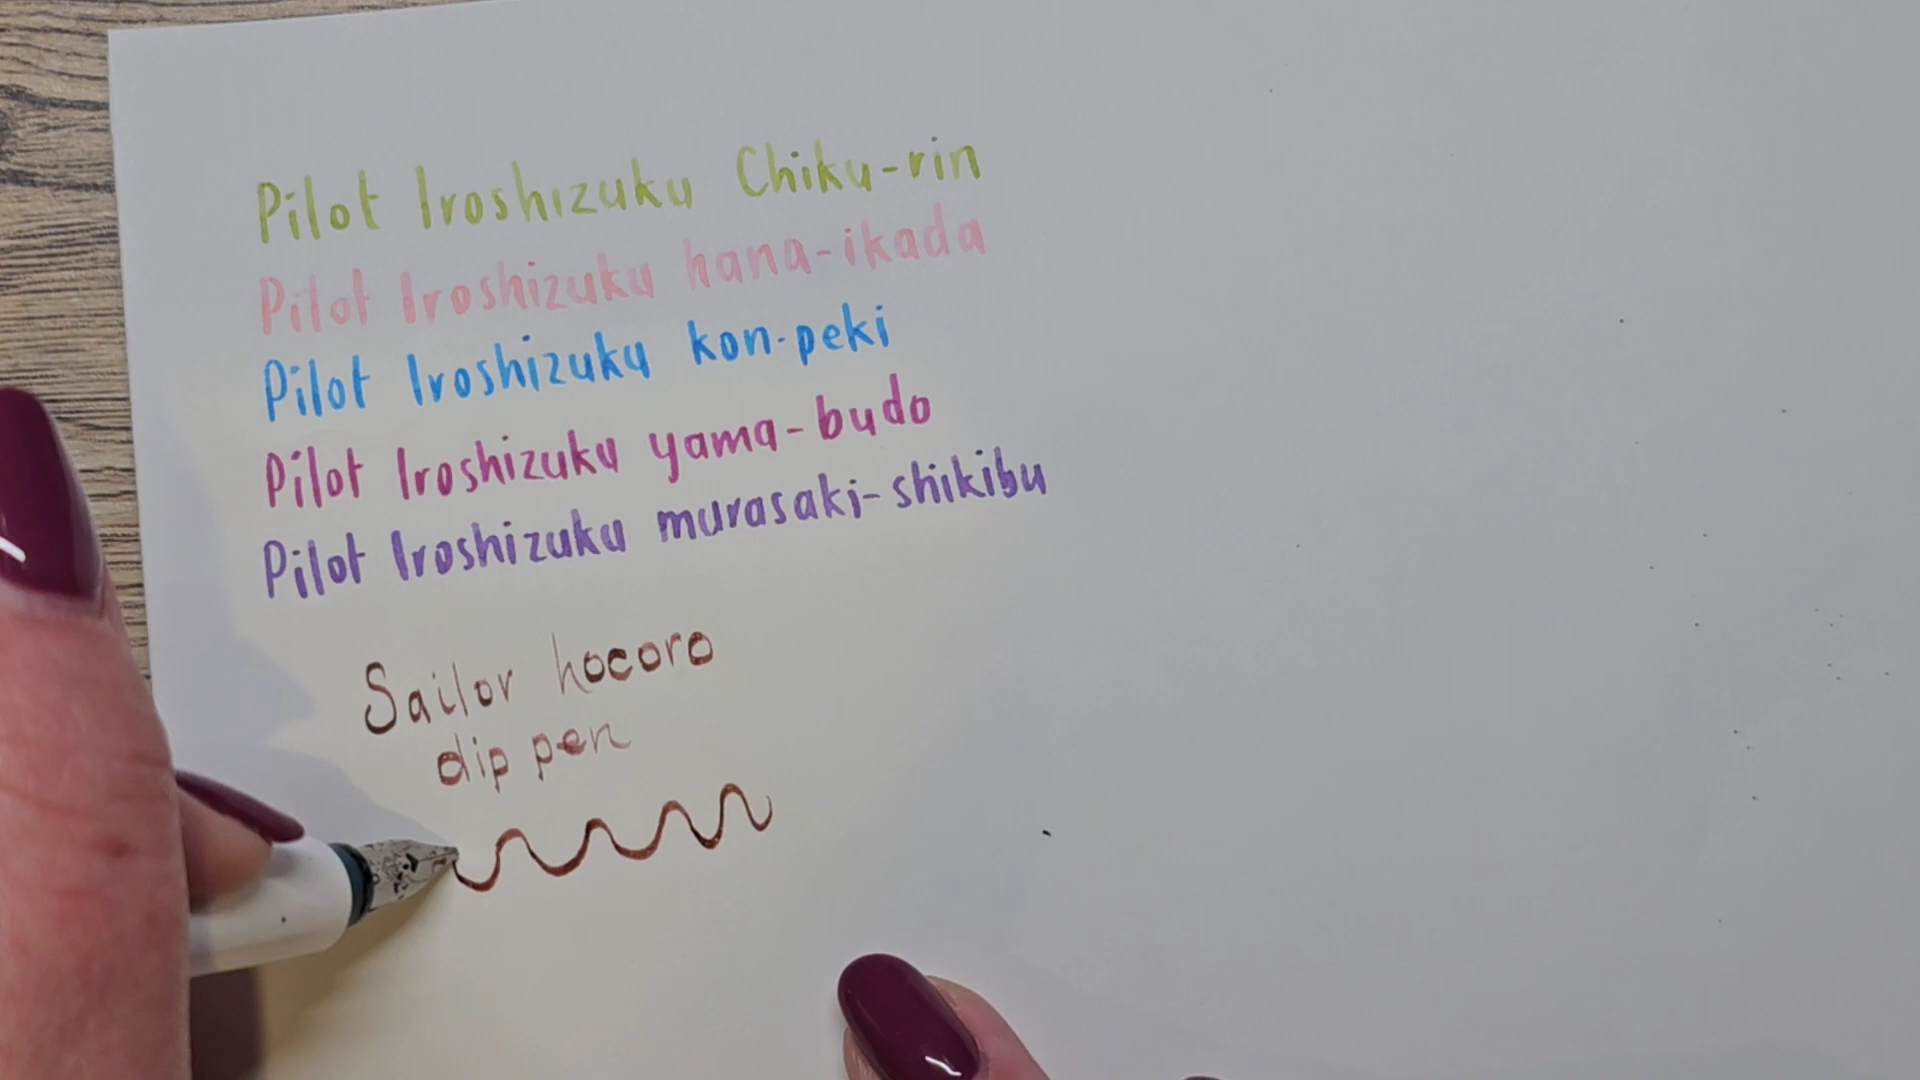 Pilot Iroshizuku Chiku-rin
Pilot Iroshizuku hana-ikada
Pilot Iroshizuku kon-peki
Pilot Iroshizuku yama-budo
Pilot Iroshizuku murasaki-shikibu
Sailor hocoro
dip pen